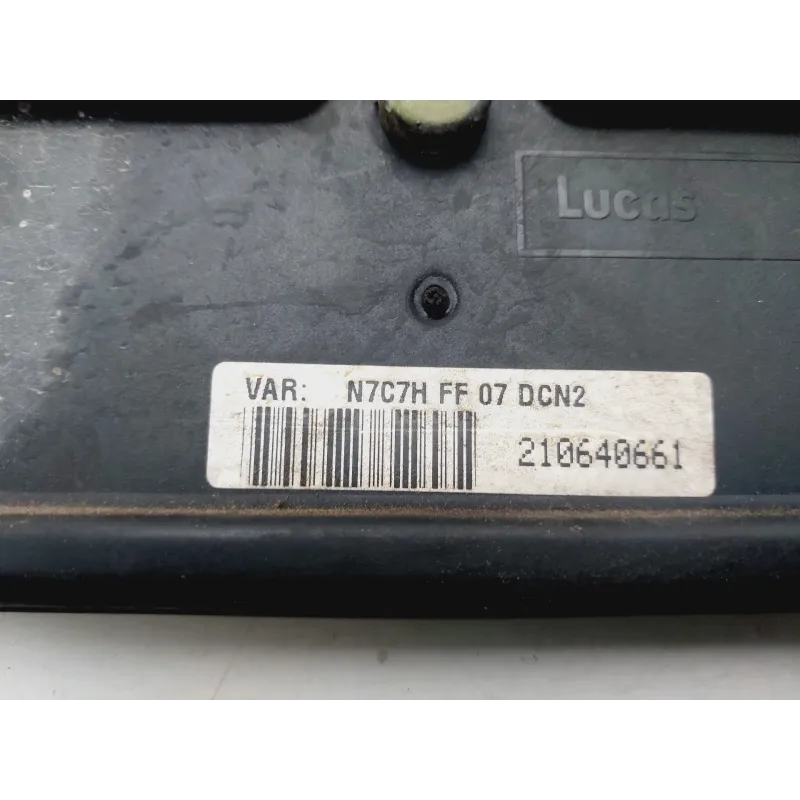 Lucas
VAR: N7C7H FF 07 DCN2
210640661